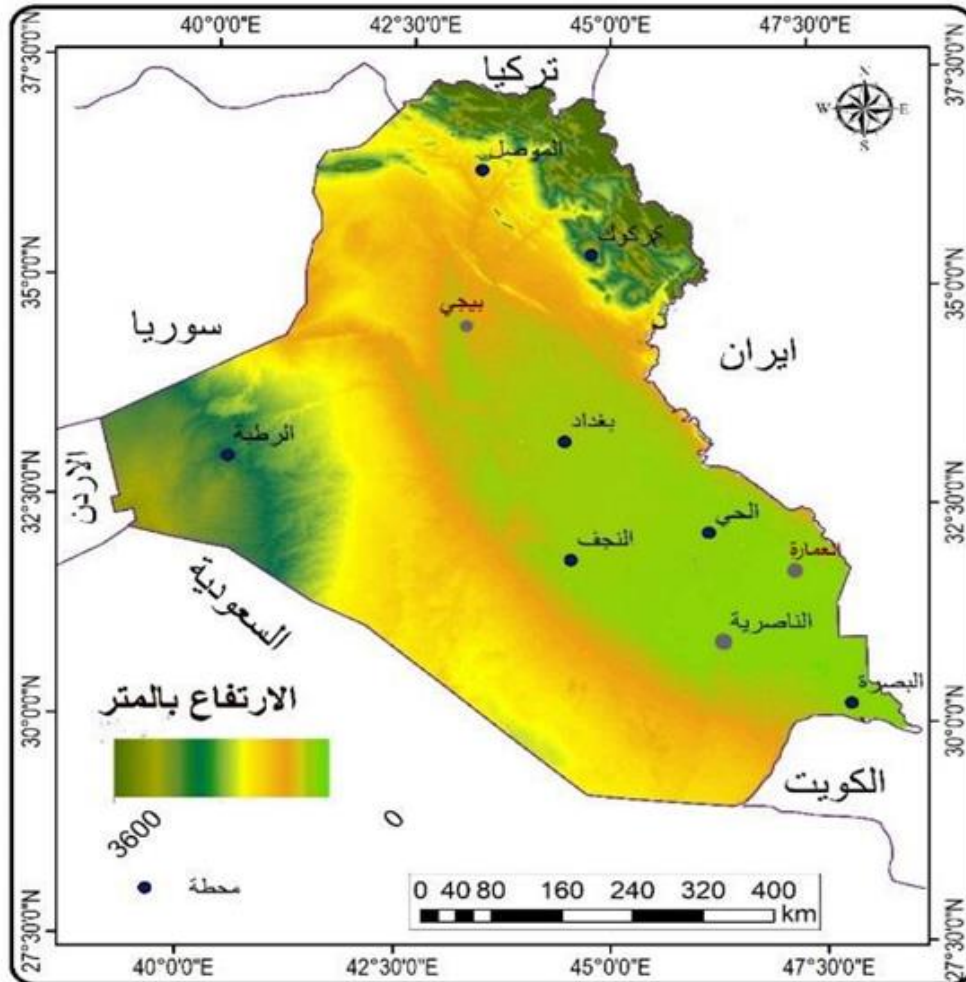 40°0'0"E 42°30'0"E 45°0'0"E 47°30'0"E
37°30'0"N
37°30'0"N
تركيا
N
W E
S
الموصل
كركوك
35°0'0"N
35°0'0"N
بيجي
سوريا
ايران
الرطبة
بغداد
32°30'0"N
32°30'0"N
الاردن
الحي
النجف
العمارة
السعودية
الناصرية
البصرة
30°0'0"N
30°0'0"N
الارتفاع بالمتر
الكويت
3600 0
محطة
0 40 80 160 240 320 400
km
27°30'0"N
27°30'0"N
40°0'0"E 42°30'0"E 45°0'0"E 47°30'0"E